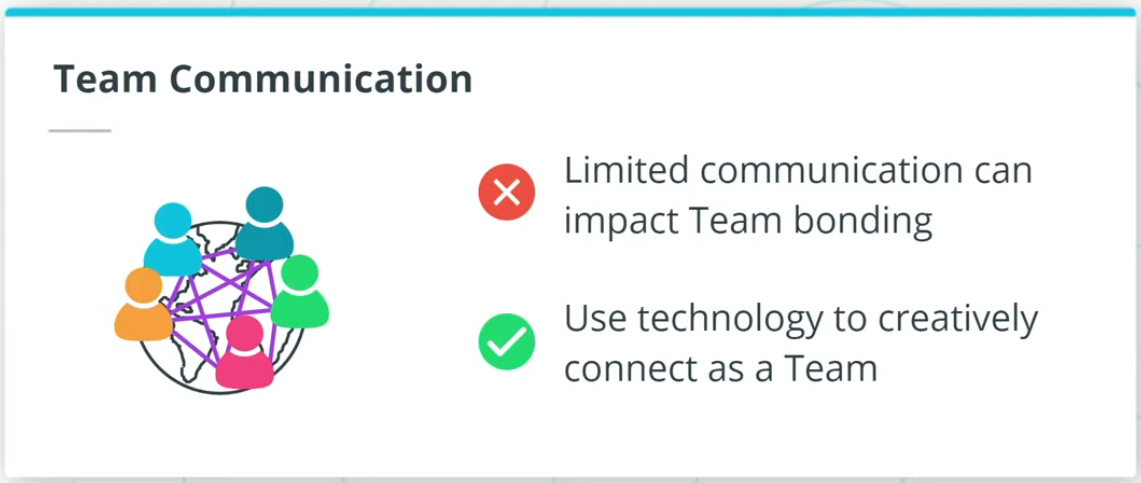 Team Communication
Limited communication can
impact Team bonding
Use technology to creatively
connect as a Team